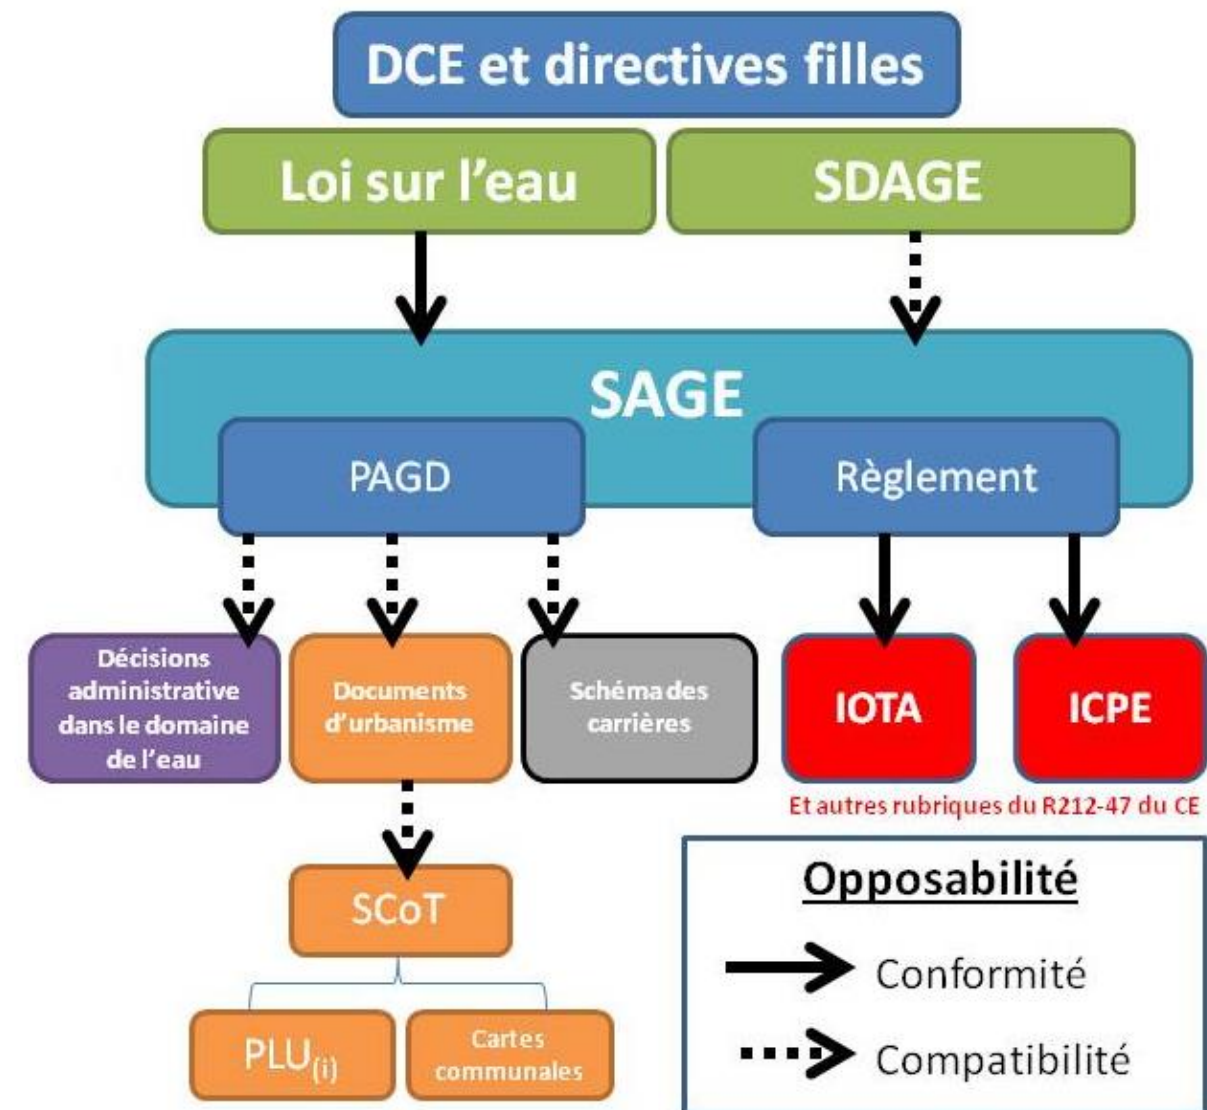 DCE et directives filles
Loi sur l'eau
SDAGE
SAGE
PAGD
Règlement
Décisions
administrative
dans le domaine
de l'eau
Documents
d'urbanisme
Schéma des
carrières
IOTA
ICPE
Et autres rubriques du R212-47 du CE
SCoT
PLU(i)
Cartes
communales
Opposabilité
Conformité
Compatibilité